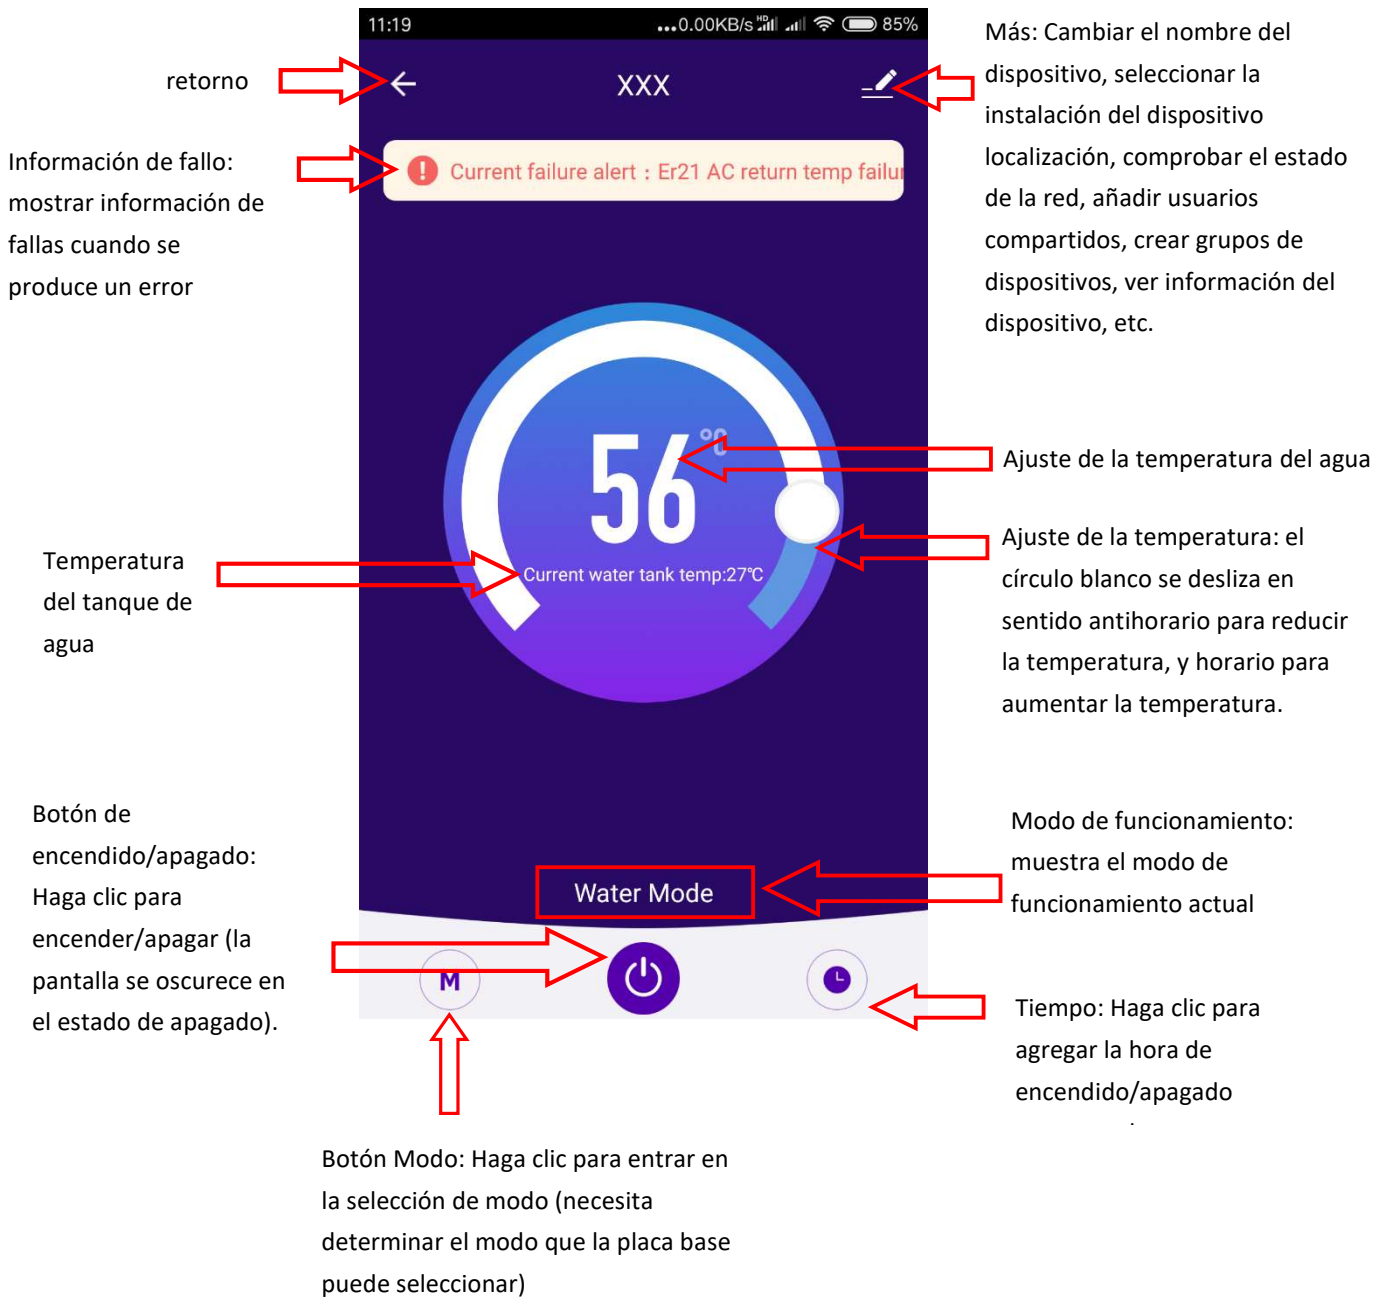 11:19
...0.00KB/s HD 85%
retorno
XXX
Más: Cambiar el nombre del
dispositivo, seleccionar la
instalación del dispositivo
localización, comprobar el estado
de la red, añadir usuarios
compartidos, crear grupos de
dispositivos, ver información del
dispositivo, etc.
Información de fallo:
mostrar información de
fallas cuando se
produce un error
Current failure alert：Er21 AC return temp failur
56 °C
Ajuste de la temperatura del agua
Current water tank temp:27℃
Temperatura
del tanque de
agua
Ajuste de la temperatura: el
círculo blanco se desliza en
sentido antihorario para reducir
la temperatura, y horario para
aumentar la temperatura.
Botón de
encendido/apagado:
Haga clic para
encender/apagar (la
pantalla se oscurece en
el estado de apagado).
Water Mode
Modo de funcionamiento:
muestra el modo de
funcionamiento actual
M
Tiempo: Haga clic para
agregar la hora de
encendido/apagado
Botón Modo: Haga clic para entrar en
la selección de modo (necesita
determinar el modo que la placa base
puede seleccionar)